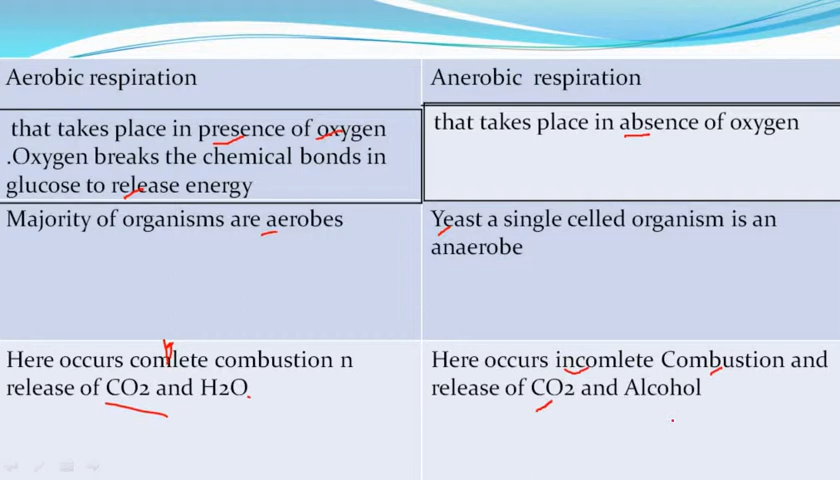 Aerobic respiration
Anerobic respiration
that takes place in presence of oxygen
.Oxygen breaks the chemical bonds in
glucose to release energy
that takes place in absence of oxygen
Majority of organisms are aerobes
Yeast a single celled organism is an
anaerobe
Here occurs comlete combustion n
release of CO2 and H2O
Here occurs incomlete Combustion and
release of CO2 and Alcohol